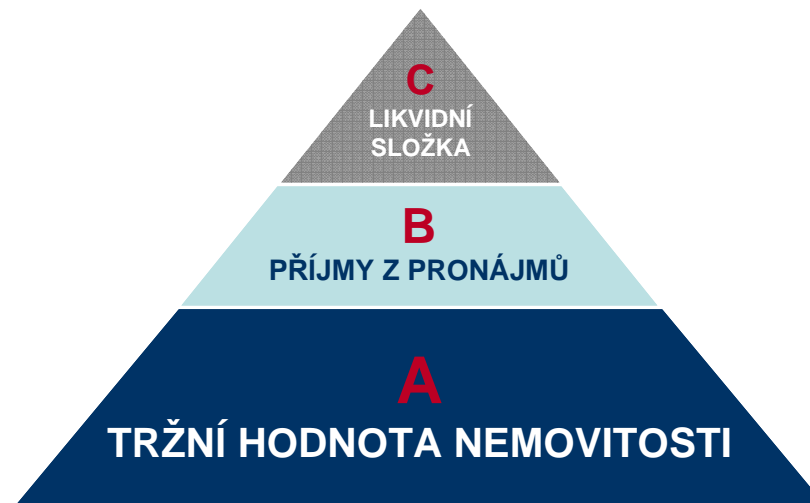 C
LIKVIDNÍ
SLOŽKA
B
PŘÍJMY Z PRONÁJMŮ
A
TRŽNÍ HODNOTA NEMOVITOSTI